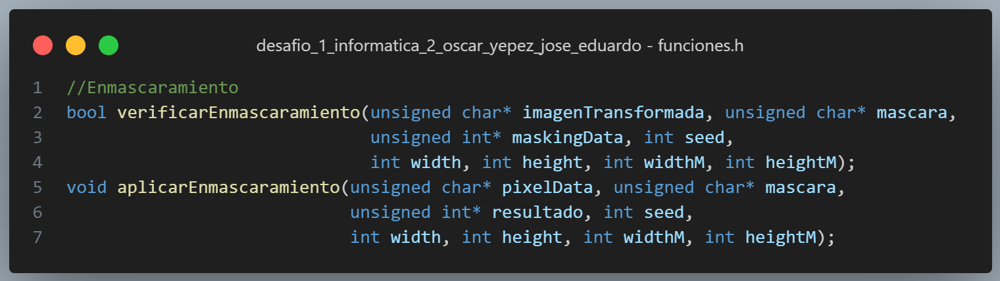 desafio_1_informatica_2_oscar_yepez_jose_eduardo - funciones.h
1 //Enmascaramiento
2 bool verificarEnmascaramiento(unsigned char* imagenTransformada, unsigned char* mascara,
3 unsigned int* maskingData, int seed,
4 int width, int height, int widthM, int heightM);
5 void aplicarEnmascaramiento(unsigned char* pixelData, unsigned char* mascara,
6 unsigned int* resultado, int seed,
7 int width, int height, int widthM, int heightM);